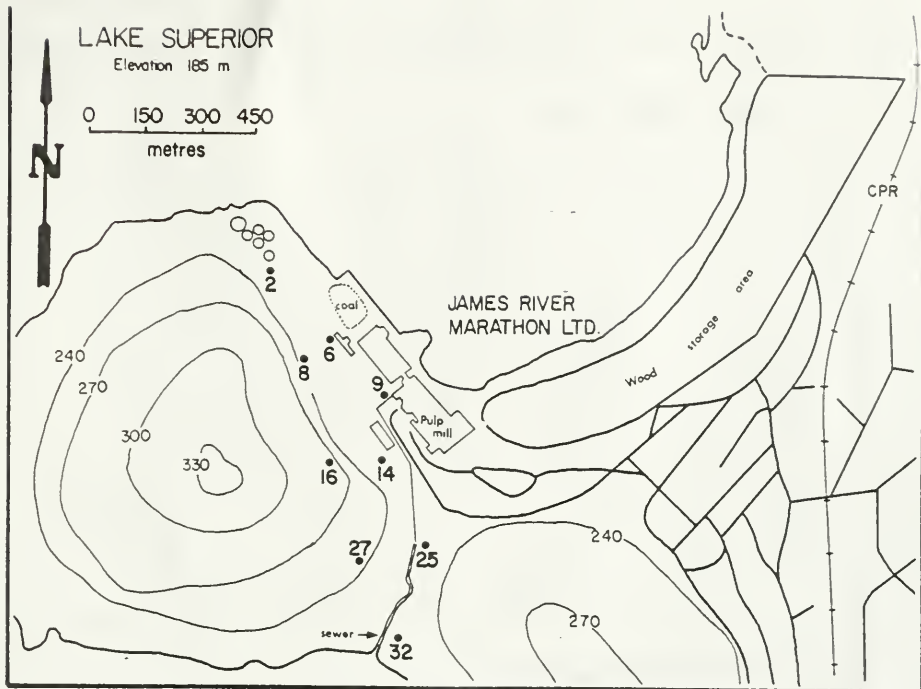 LAKE SUPERIOR
Elevation 185 m
0 150 300 450
metres
N
CPR
2
coal
JAMES RIVER
MARATHON LTD.
Wood storage area
6
240
8
270
9
Pulp
mill
300
330
16
14
240
27
25
270
sewer
32